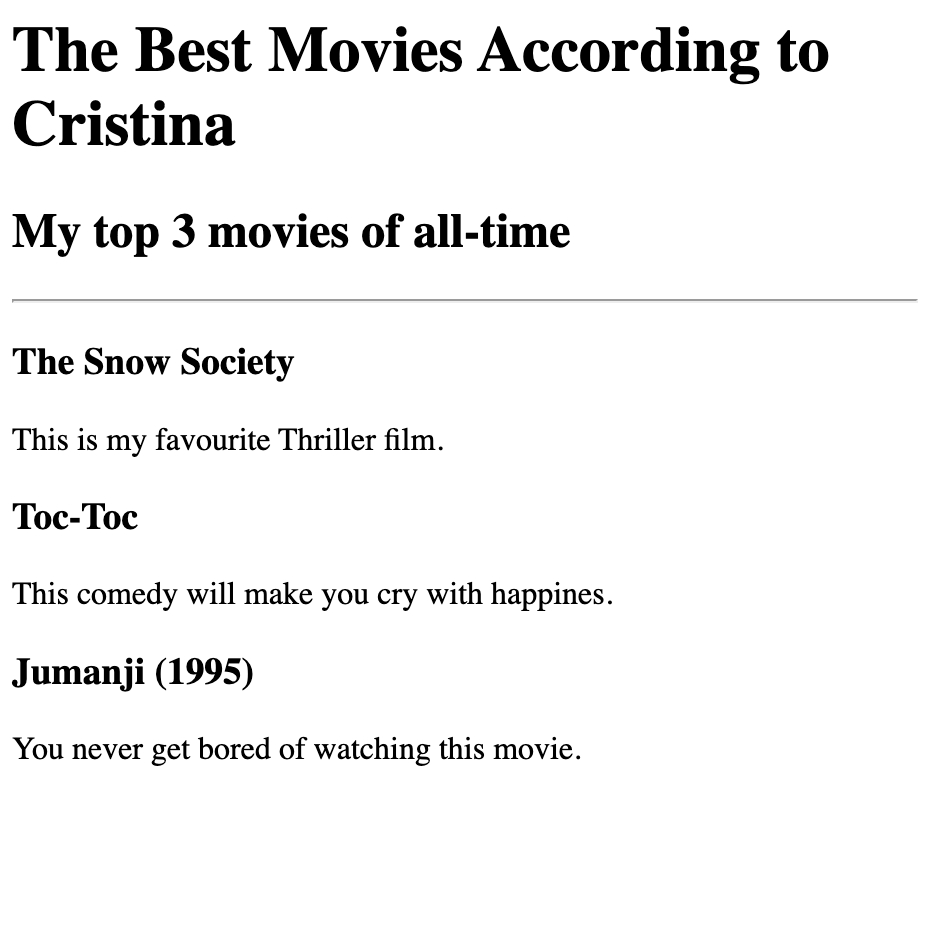 The Best Movies According to
Cristina
My top 3 movies of all-time
The Snow Society
This is my favourite Thriller film.
Toc-Toc
This comedy will make you cry with happines.
Jumanji (1995)
You never get bored of watching this movie.